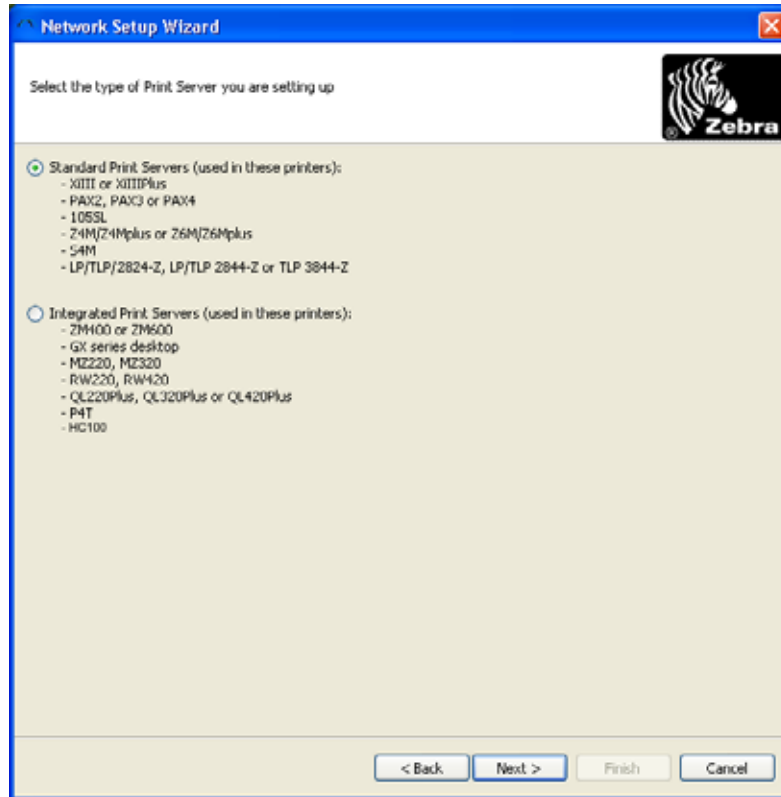 Network Setup Wizard
Select the type of Print Server you are setting up
Zebra
Standard Print Servers (used in these printers):
- XiIII or XiIIIPlus
- PAX2, PAX3 or PAX4
- 105SL
- Z4M/Z4Mplus or Z6M/Z6Mplus
- S4M
- LP/TLP/2824-Z, LP/TLP 2844-Z or TLP 3844-Z
Integrated Print Servers (used in these printers):
- ZM400 or ZM600
- GX series desktop
- MZ220, MZ320
- RW220, RW420
- QL220Plus, QL320Plus or QL420Plus
- P4T
- HC100
< Back Next > Finish Cancel